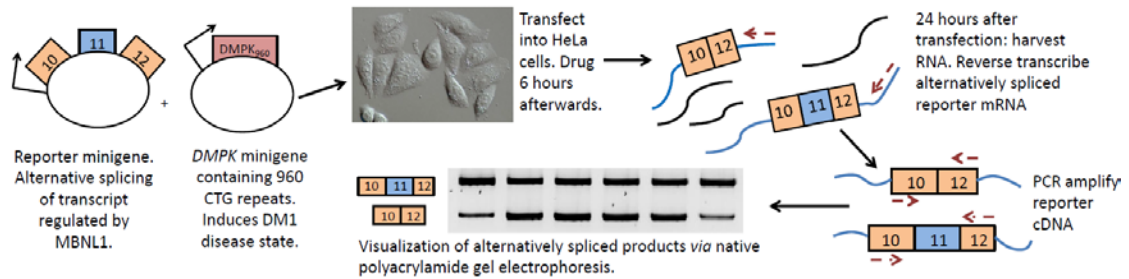 10
11
12
DMPK960
+
Reporter minigene.
Alternative splicing
of transcript
regulated by
MBNL1.
DMPK minigene
containing 960
CTG repeats.
Induces DM1
disease state.
Transfect
into HeLa
cells. Drug
6 hours
afterwards.
10 12
10 11 12
24 hours after
transfection: harvest
RNA. Reverse transcribe
alternatively spliced
reporter mRNA
10 12
10 11 12
PCR amplify
reporter
cDNA
10 11 12
10 12
Visualization of alternatively spliced products via native
polyacrylamide gel electrophoresis.